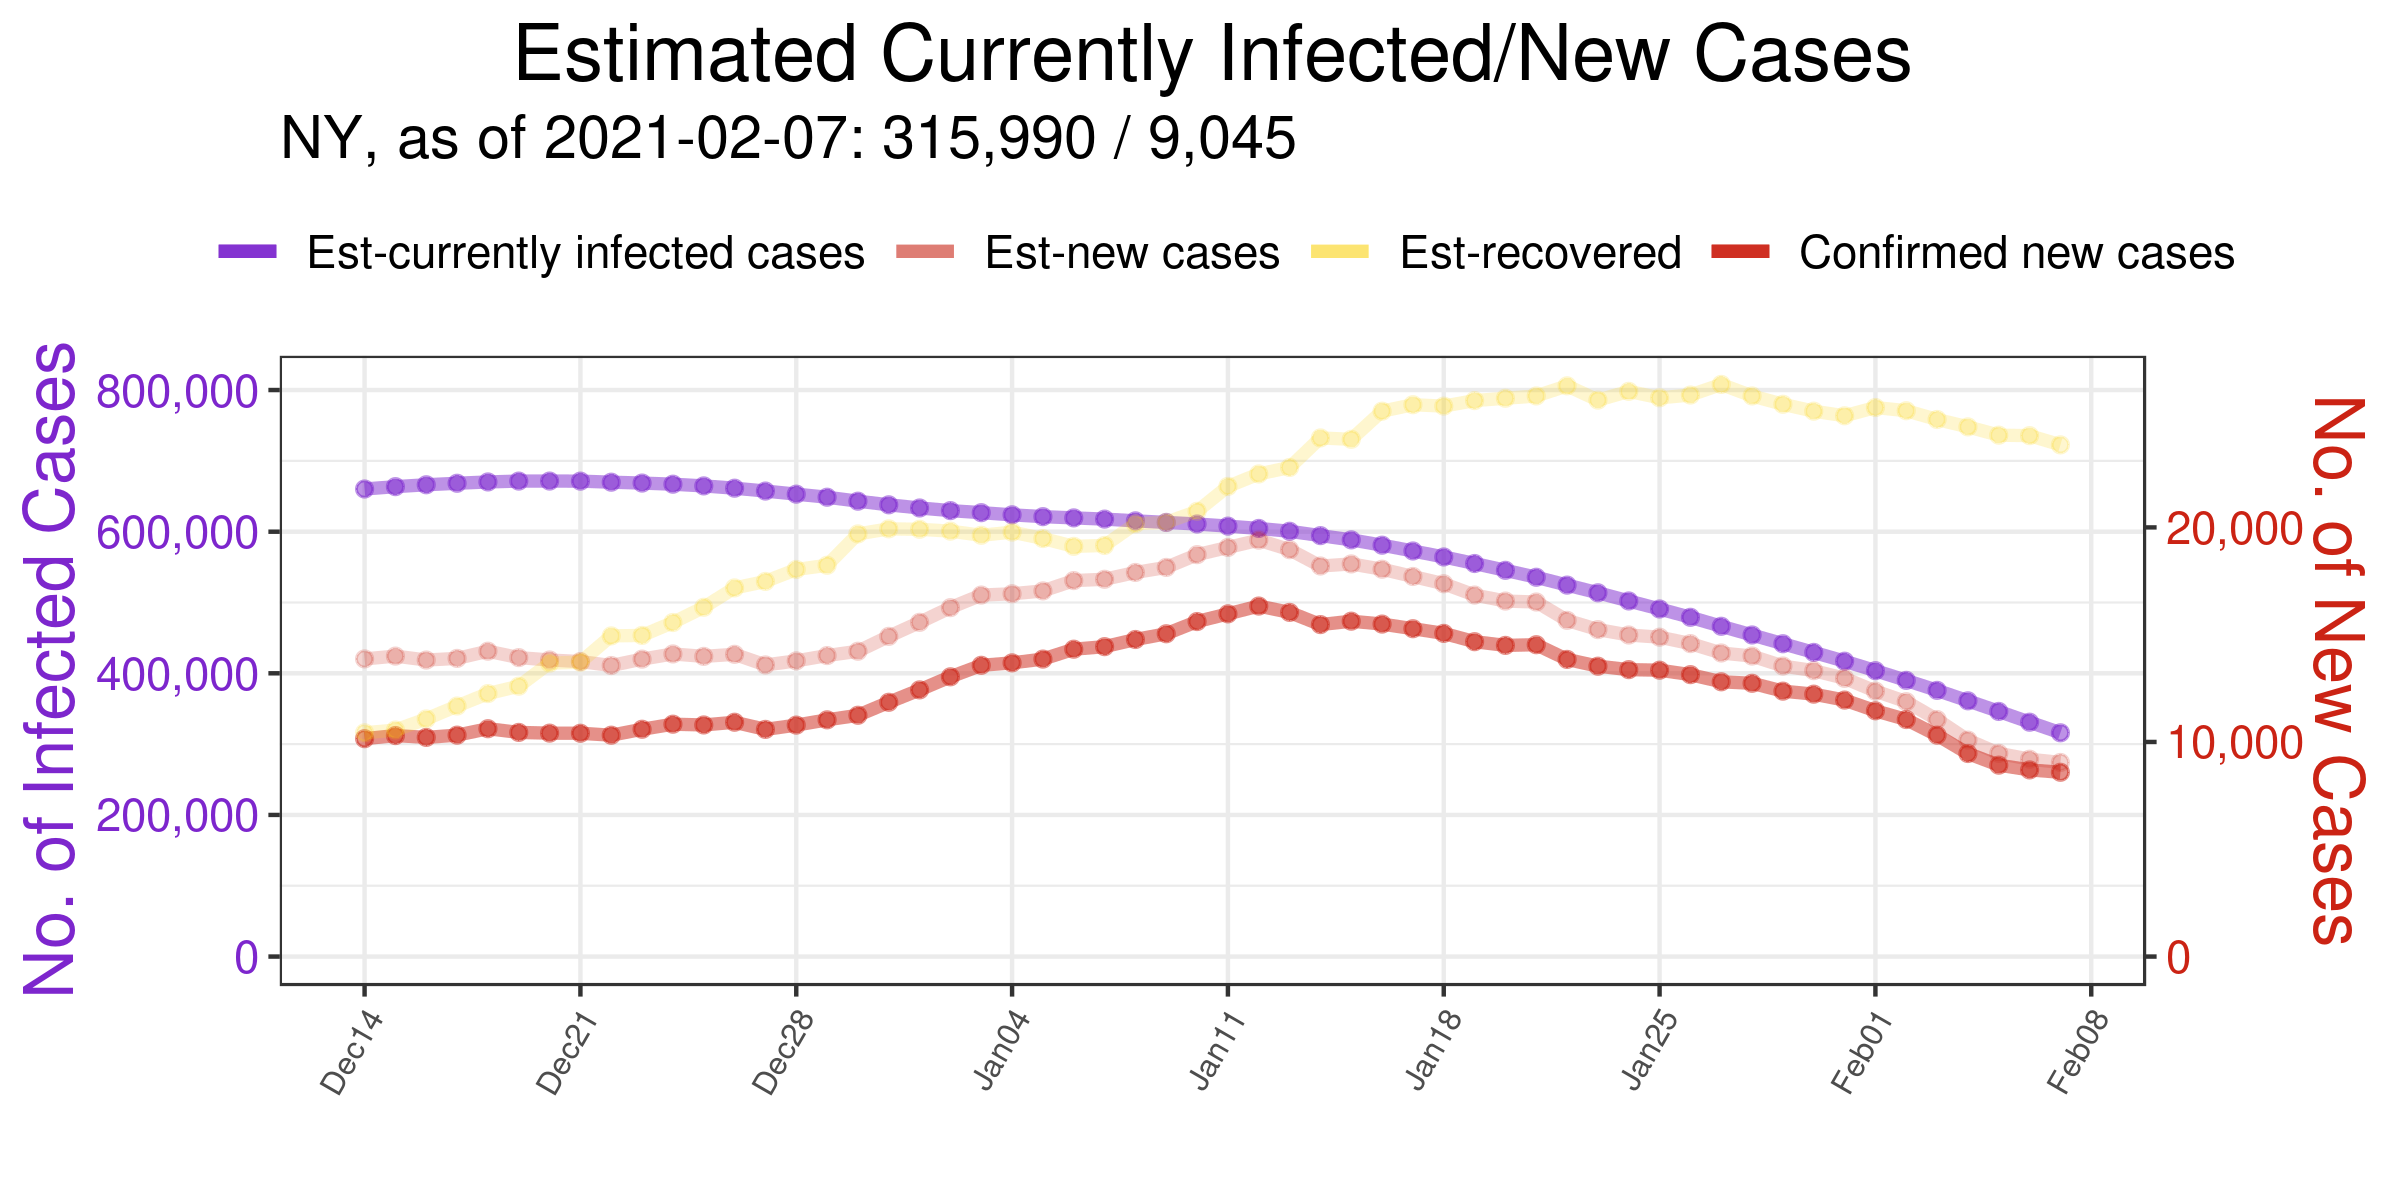 Estimated Currently Infected/New Cases
NY, as of 2021-02-07: 315,990 / 9,045
Est-currently infected cases Est-new cases Est-recovered Confirmed new cases
No. of Infected Cases
800,000
600,000
400,000
200,000
0
20,000
10,000
0
No. of New Cases
Dec14 Dec21 Dec28 Jan04 Jan11 Jan18 Jan25 Feb01 Feb08